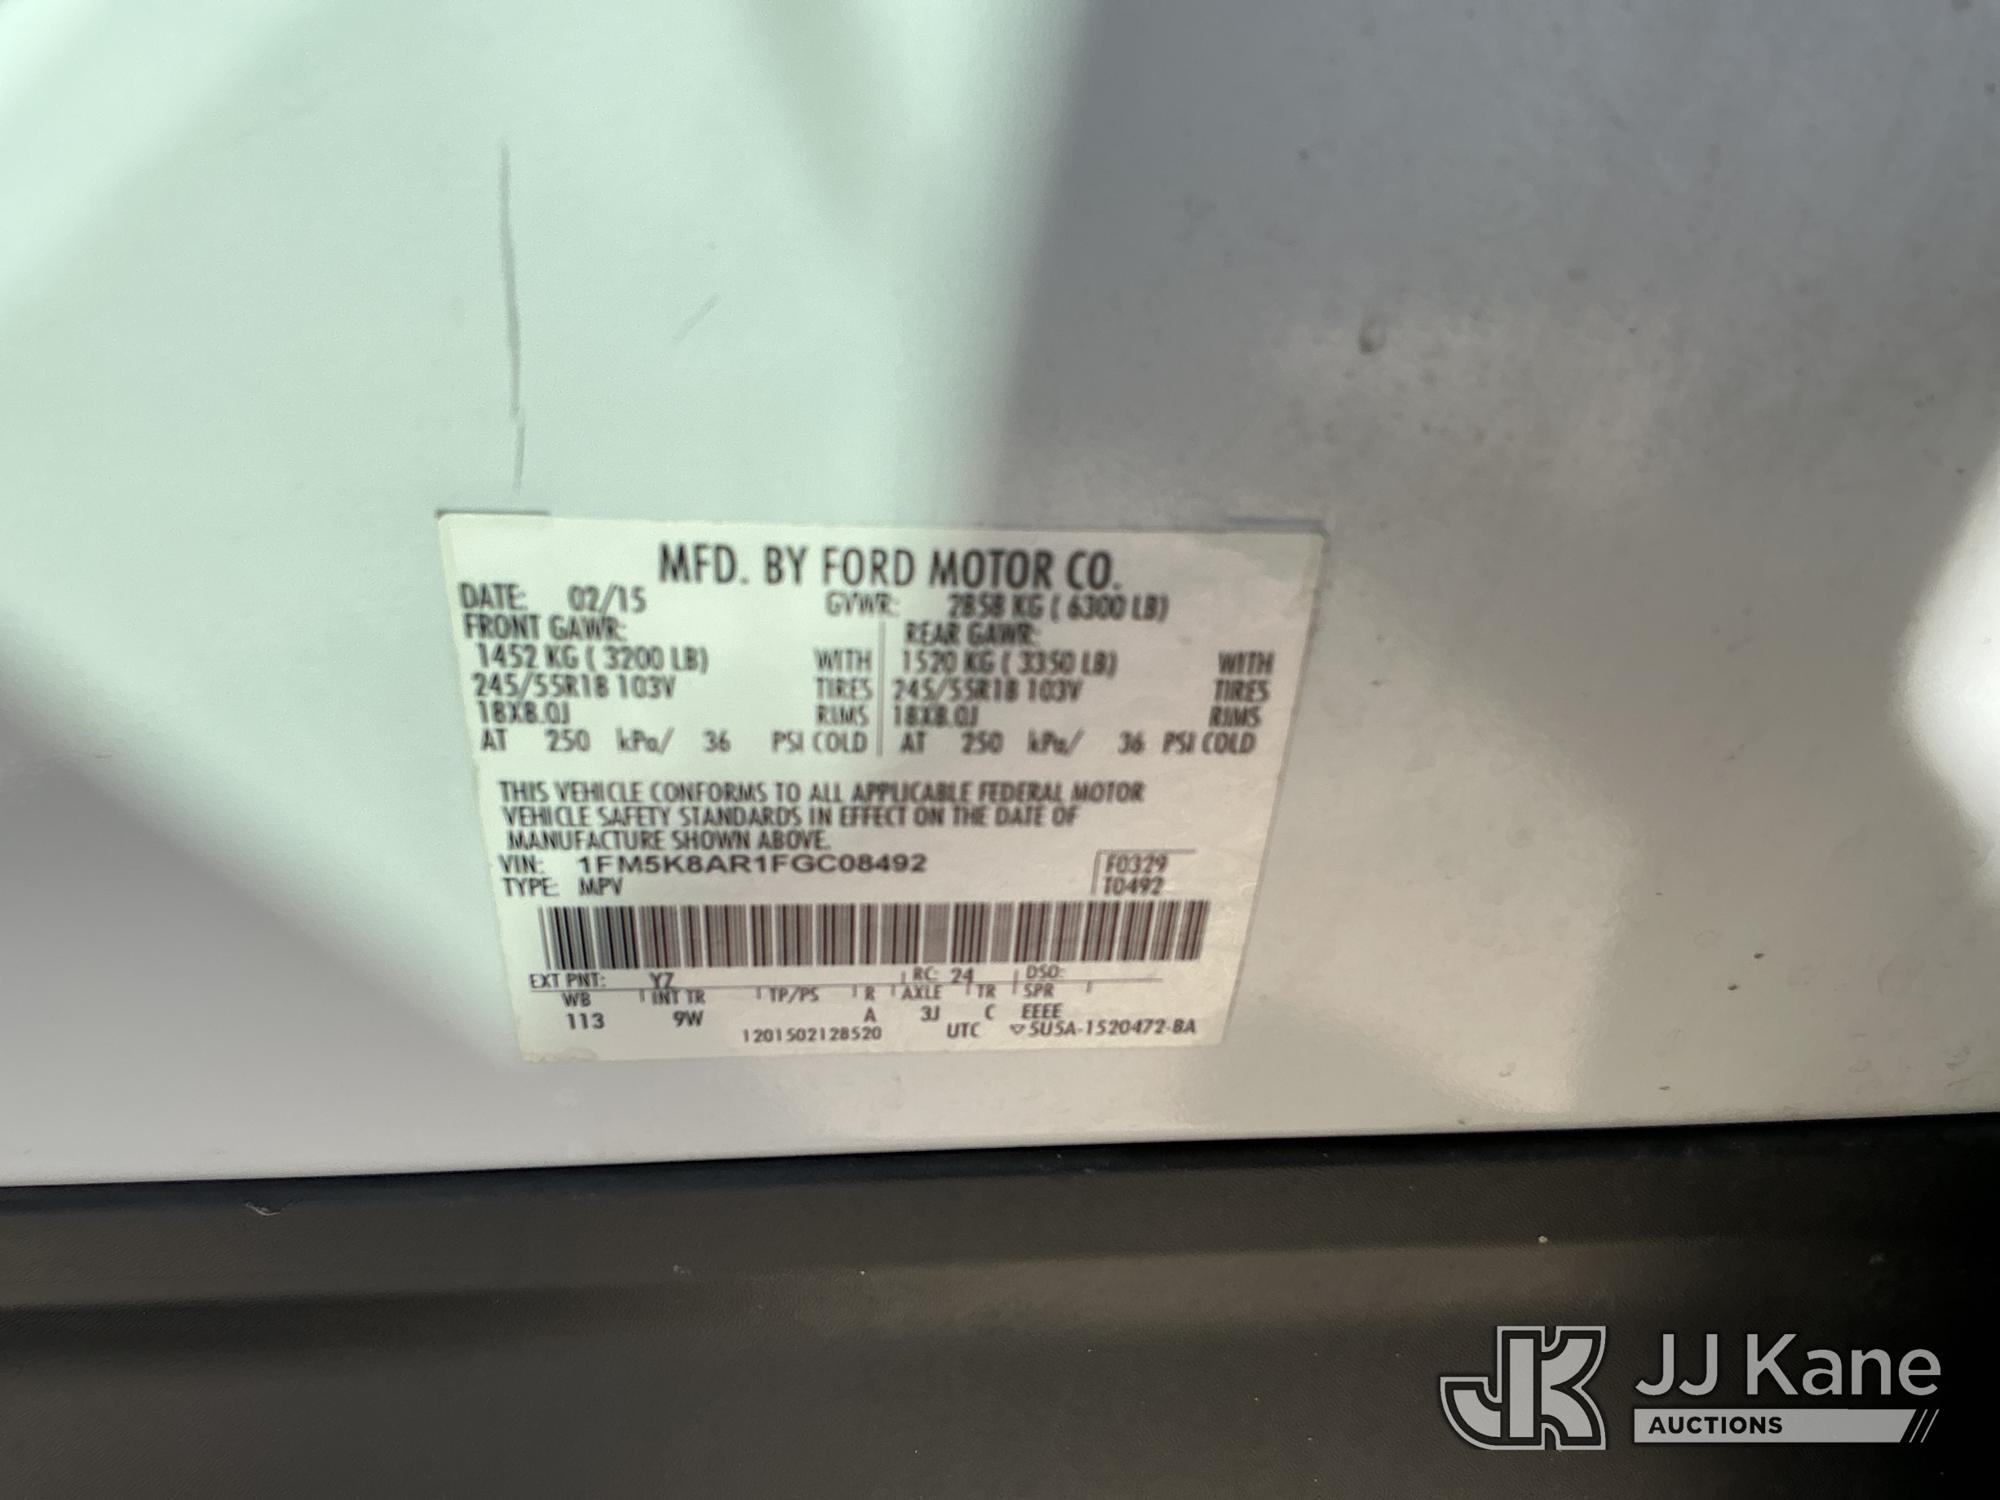 MFD. BY FORD MOTOR CO.
DATE: 02/15 GVWR: 2858 KG ( 6300 LB)
FRONT GAWR: REAR GAWR:
1452 KG ( 3200 LB) WITH 1520 KG ( 3350 LB) WITH
245/55R18 103V TIRES 245/55R18 103V TIRES
18X8.0J RIMS 18X8.0J RIMS
AT 250 kPa/ 36 PSI COLD AT 250 kPa/ 36 PSI COLD
THIS VEHICLE CONFORMS TO ALL APPLICABLE FEDERAL MOTOR
VEHICLE SAFETY STANDARDS IN EFFECT ON THE DATE OF
MANUFACTURE SHOWN ABOVE.
VIN: 1FM5K8AR1FGC08492 F0329
TYPE: MPV T0492
EXT PNT: YZ RC: 24 DSO:
WB INT TR TP/PS R AXLE TR SPR
113 9W A 3J C EEEE
1201502128520 UTC ▽5U5A-1520472-BA
JK JJ Kane
AUCTIONS